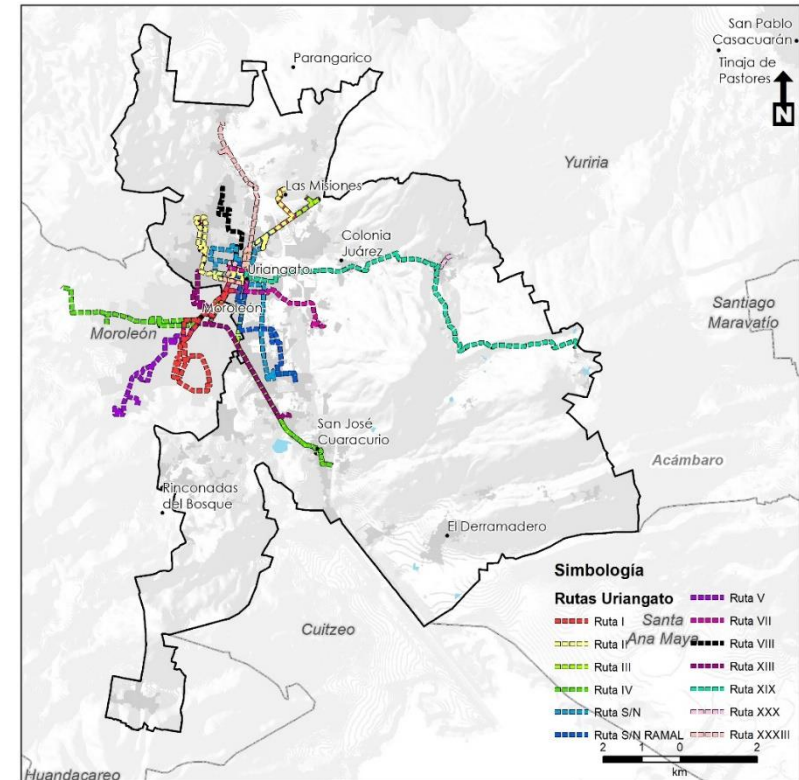 San Pablo
Casacuarán
Tinaja de
Pastores
N
Parangarico
Yuriria
Las Misiones
Colonia
Juárez
Uriangato
Santiago
Maravatío
Moroleón
Moroleón
San José
Cuaracurio
Acámbaro
Rinconadas
del Bosque
El Derramadero
Cuitzeo
Santa
Ana Maya
Huandacareo
Simbología
Rutas Uriangato
Ruta I
Ruta II
Ruta III
Ruta IV
Ruta S/N
Ruta S/N RAMAL
Ruta V
Ruta VII
Ruta VIII
Ruta XIII
Ruta XIX
Ruta XXX
Ruta XXXIII
2 1 0 2
km